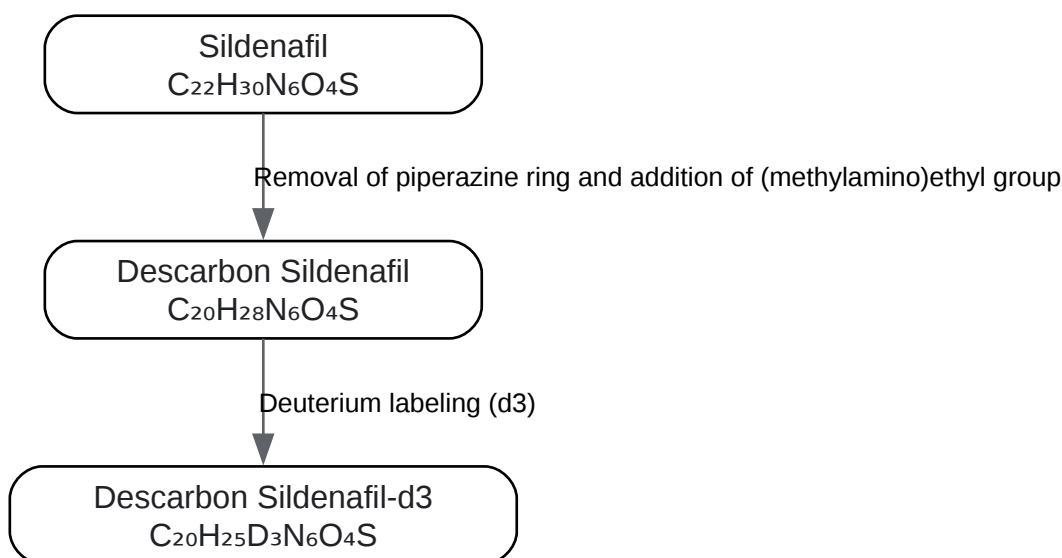 Sildenafil
C₂₂H₃₀N₆O₄S
Removal of piperazine ring and addition of (methylamino)ethyl group
Descarbon Sildenafil
C₂₀H₂₈N₆O₄S
Deuterium labeling (d3)
Descarbon Sildenafil-d3
C₂₀H₂₅D₃N₆O₄S